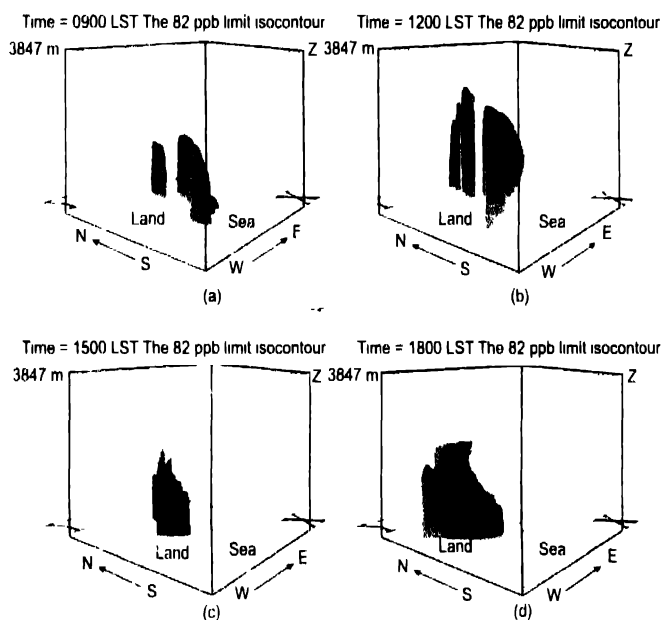 Time = 0900 LST The 82 ppb limit isocontour
3847 m
Z
Land
Sea
N
S
W
F
(a)
Time = 1200 LST The 82 ppb limit isocontour
3847 m
Z
Land
Sea
N
S
W
E
(b)
Time = 1500 LST The 82 ppb limit isocontour
3847 m
Z
Land
Sea
N
S
W
E
(c)
Time = 1800 LST The 82 ppb limit isocontour
3847 m
Z
Land
Sea
N
S
W
E
(d)